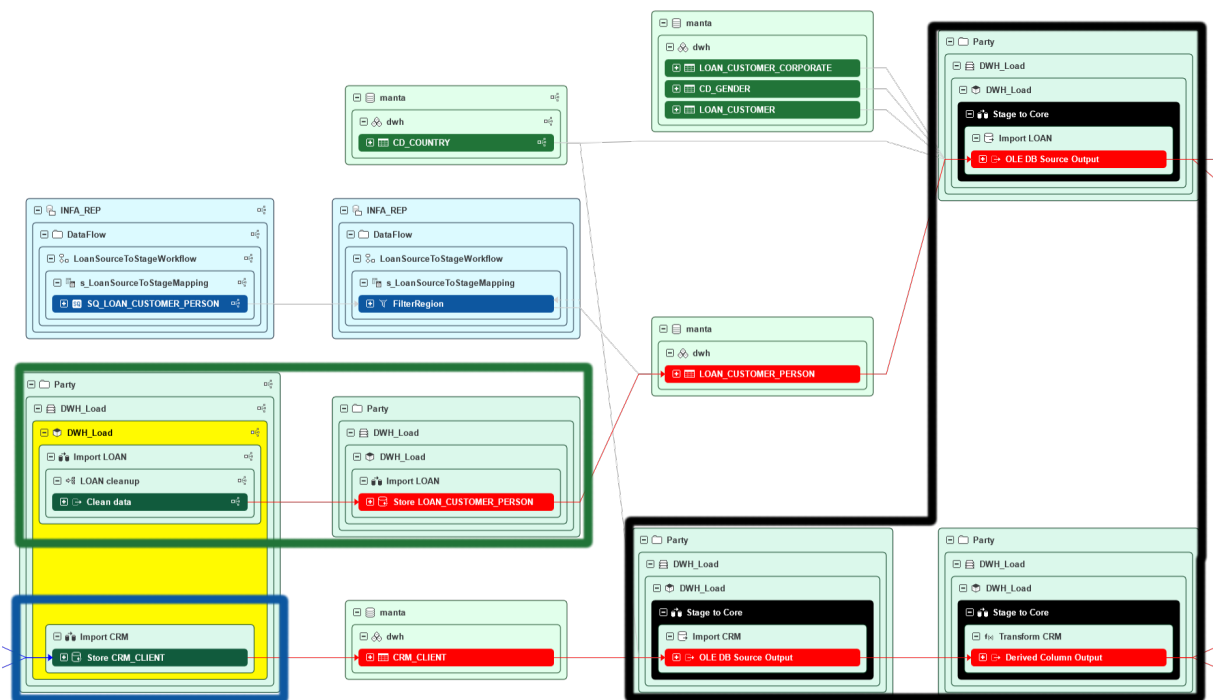 manta
dwh
LOAN_CUSTOMER_CORPORATE
CD_GENDER
LOAN_CUSTOMER
Party
DWH_Load
DWH_Load
Stage to Core
Import LOAN
OLE DB Source Output
manta
dwh
CD_COUNTRY
INFA_REP
DataFlow
LoanSourceToStageWorkflow
s_LoanSourceToStageMapping
SQ_LOAN_CUSTOMER_PERSON
INFA_REP
DataFlow
LoanSourceToStageWorkflow
s_LoanSourceToStageMapping
FilterRegion
manta
dwh
LOAN_CUSTOMER_PERSON
Party
DWH_Load
DWH_Load
Import LOAN
LOAN cleanup
Clean data
Party
DWH_Load
DWH_Load
Import LOAN
Store LOAN_CUSTOMER_PERSON
Import CRM
Store CRM_CLIENT
manta
dwh
CRM_CLIENT
Party
DWH_Load
DWH_Load
Stage to Core
Import CRM
OLE DB Source Output
Party
DWH_Load
DWH_Load
Stage to Core
Transform CRM
Derived Column Output